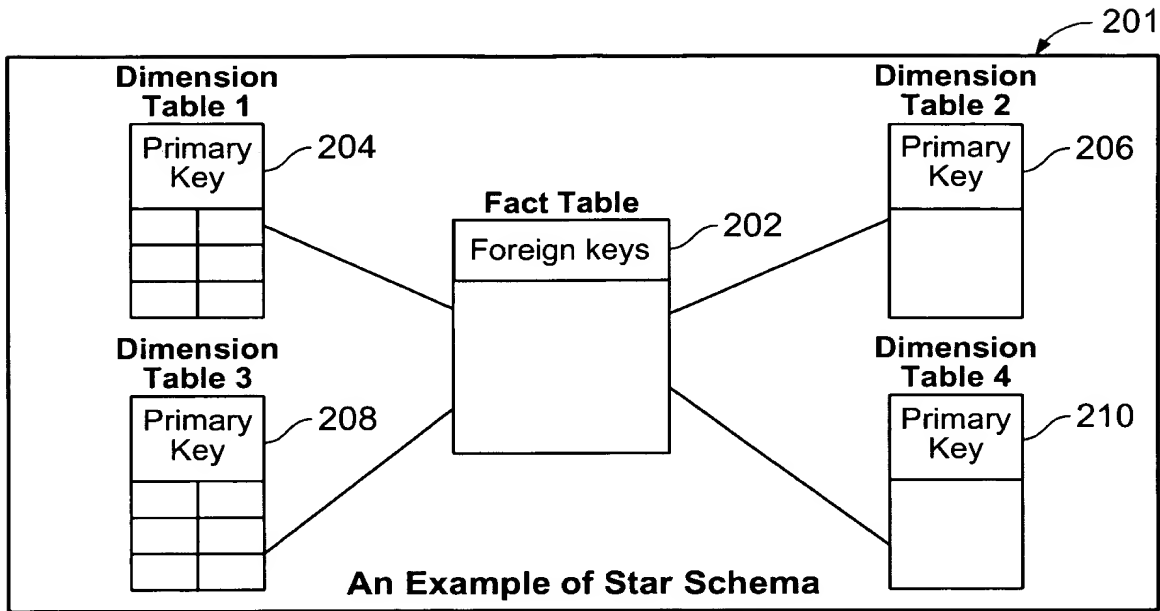 201
Dimension
Table 1
Primary
Key
204
Dimension
Table 2
Primary
Key
206
Fact Table
Foreign keys
202
Dimension
Table 3
Primary
Key
208
Dimension
Table 4
Primary
Key
210
An Example of Star Schema